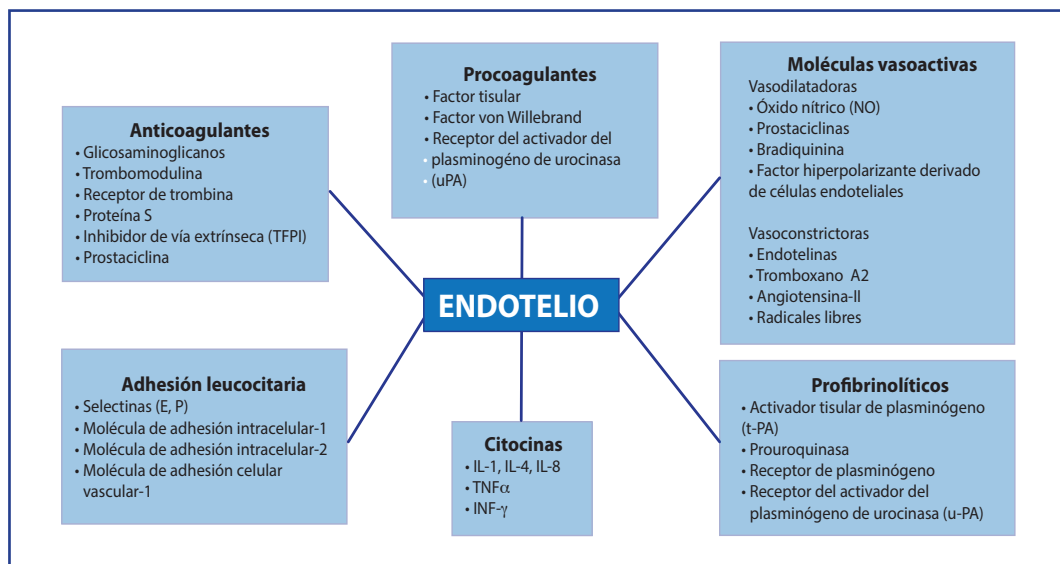 Anticoagulantes
• Glicosaminoglicanos
• Trombomodulina
• Receptor de trombina
• Proteína S
• Inhibidor de vía extrínseca (TFPI)
• Prostaciclina
Procoagulantes
• Factor tisular
• Factor von Willebrand
• Receptor del activador del
• plasminogéno de urocinasa
• (uPA)
Moléculas vasoactivas
Vasodilatadoras
• Óxido nítrico (NO)
• Prostaciclinas
• Bradiquinina
• Factor hiperpolarizante derivado
de células endoteliales
Vasoconstrictoras
• Endotelinas
• Tromboxano A2
• Angiotensina-II
• Radicales libres
ENDOTELIO
Adhesión leucocitaria
• Selectinas (E, P)
• Molécula de adhesión intracelular-1
• Molécula de adhesión intracelular-2
• Molécula de adhesión celular
vascular-1
Citocinas
• IL-1, IL-4, IL-8
• TNFα
• INF-γ
Profibrinolíticos
• Activador tisular de plasminógeno
(t-PA)
• Prouroquinasa
• Receptor de plasminógeno
• Receptor del activador del
plasminógeno de urocinasa (u-PA)